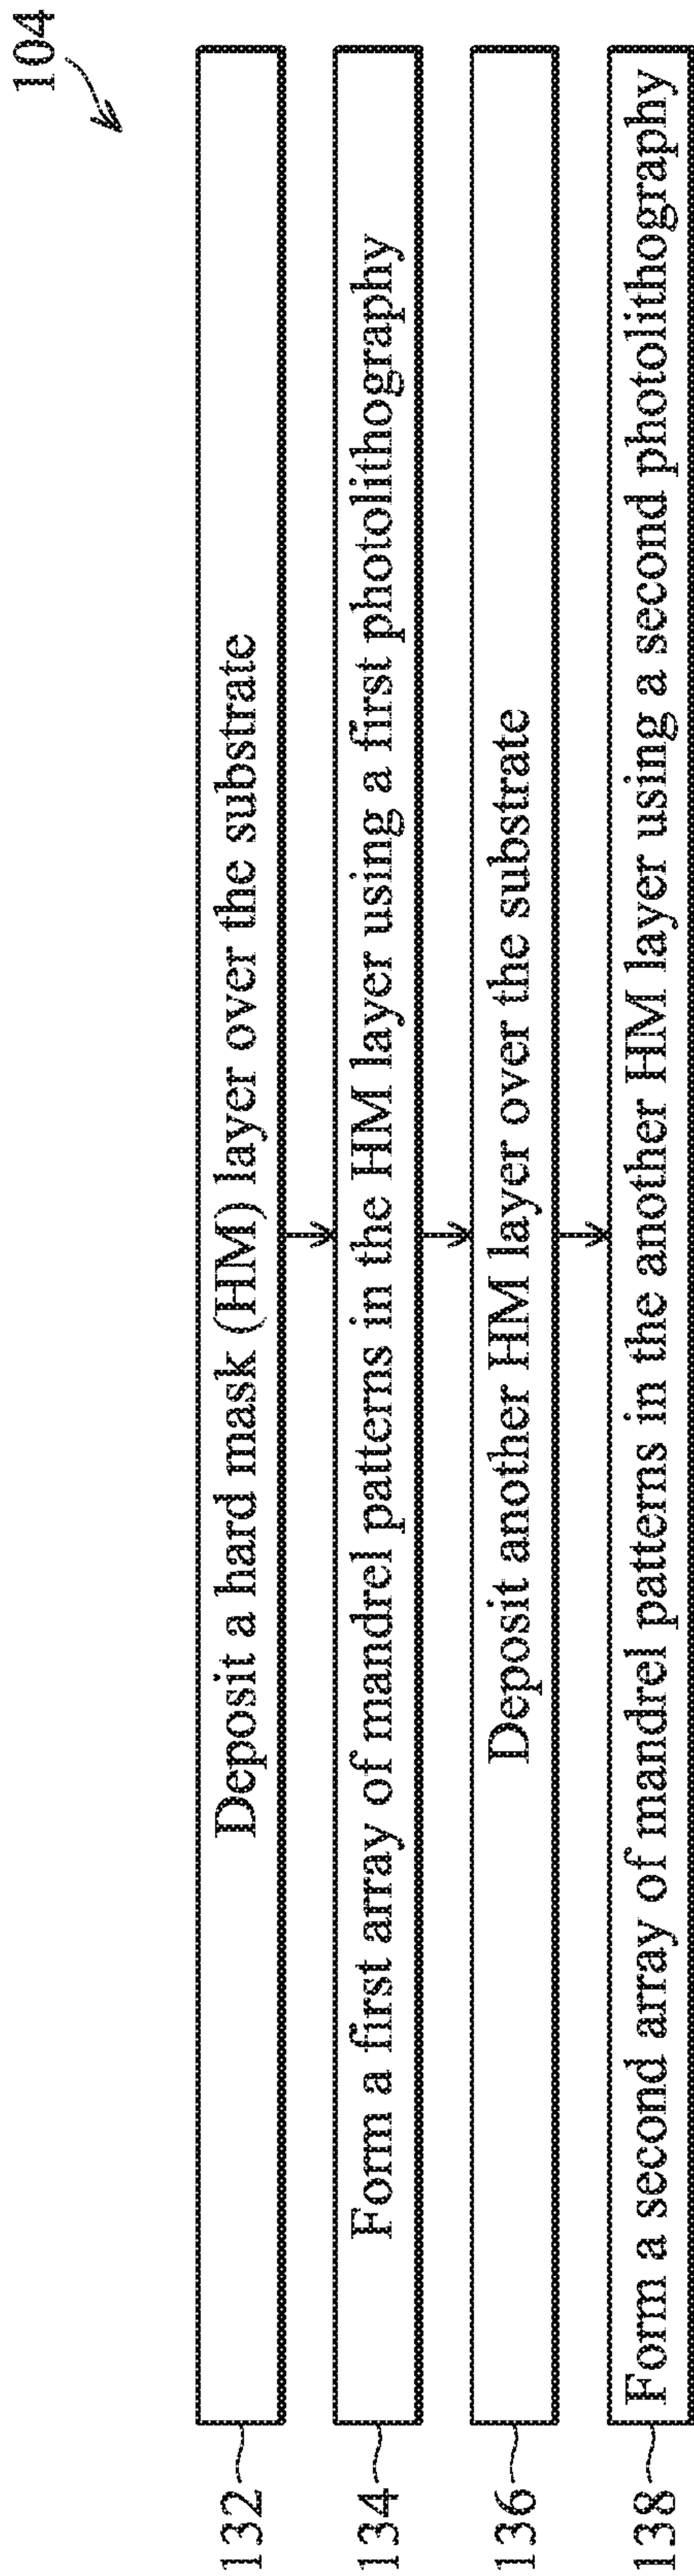 104
132 Deposit a hard mask (HM) layer over the substrate
134 Form a first array of mandrel patterns in the HM layer using a first photolithography
136 Deposit another HM layer over the substrate
138 Form a second array of mandrel patterns in the another HM layer using a second photolithography